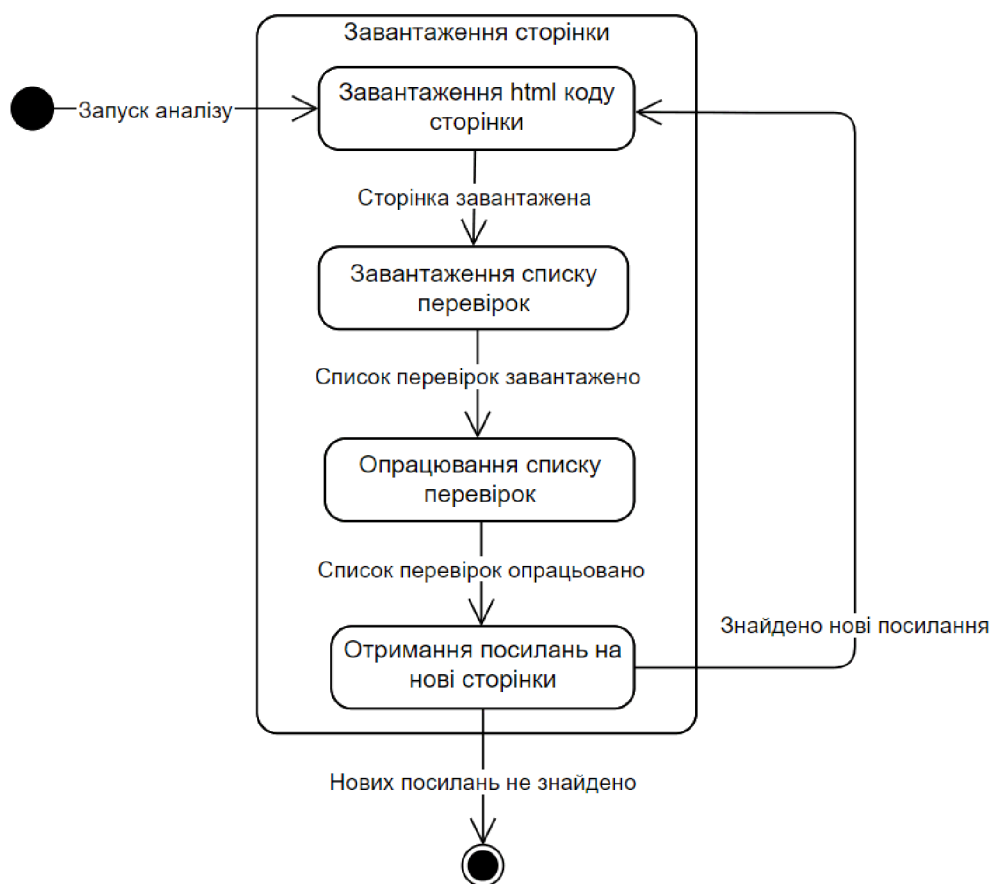 Завантаження сторінки
Завантаження html коду
сторінки
Запуск аналізу
Сторінка завантажена
Завантаження списку
перевірок
Список перевірок завантажено
Опрацювання списку
перевірок
Список перевірок опрацьовано
Знайдено нові посилання
Отримання посилань на
нові сторінки
Нових посилань не знайдено